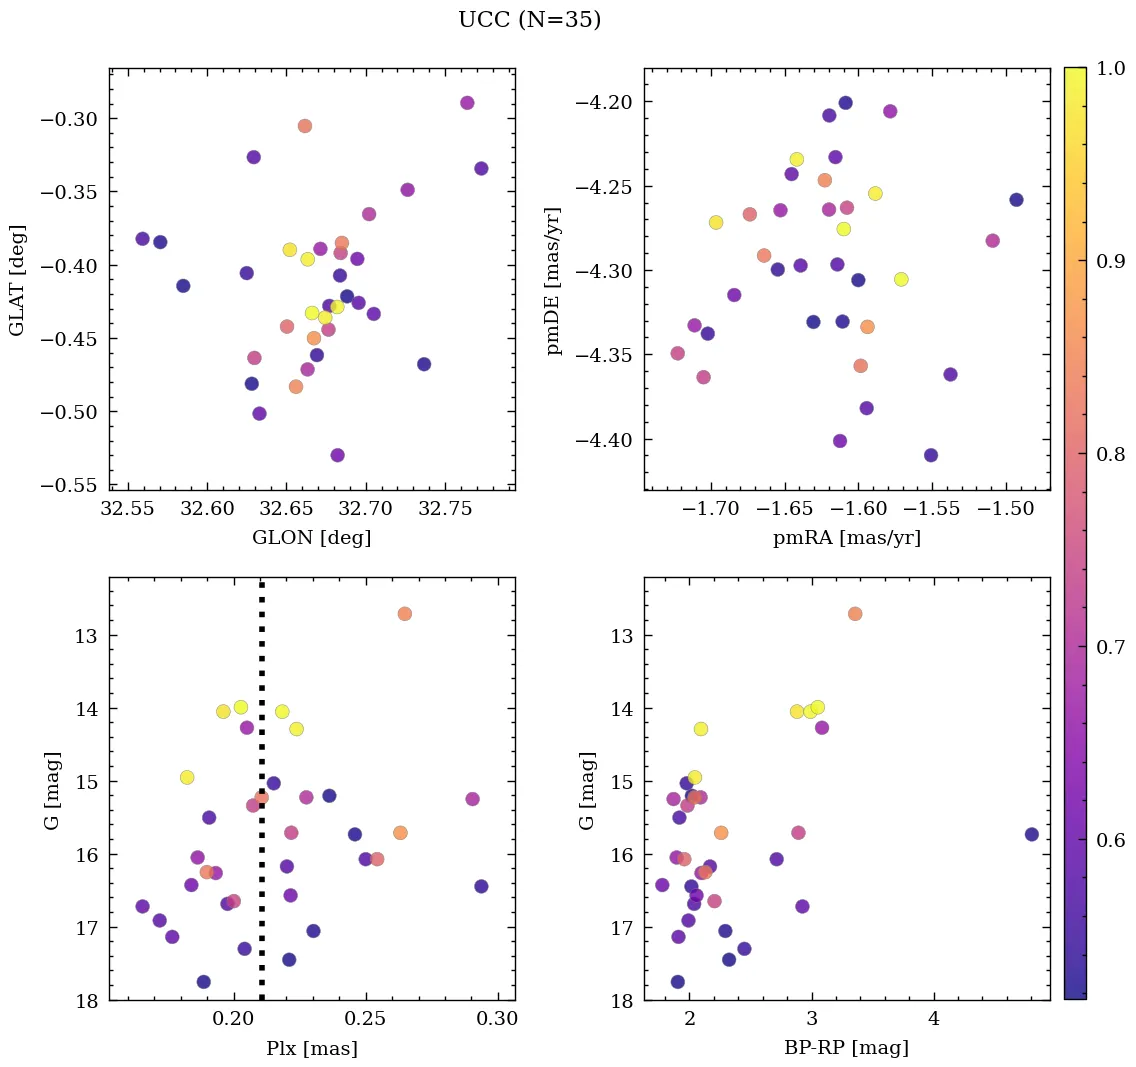 UCC (N=35)
−0.30
−0.35
−0.40
−0.45
−0.50
−0.55
GLAT [deg]
32.55 32.60 32.65 32.70 32.75
GLON [deg]
−4.20
−4.25
−4.30
−4.35
−4.40
pmDE [mas/yr]
−1.70 −1.65 −1.60 −1.55 −1.50
pmRA [mas/yr]
1.0
0.9
0.8
0.7
0.6
13
14
15
16
17
18
G [mag]
0.20 0.25 0.30
Plx [mas]
13
14
15
16
17
18
G [mag]
2 3 4
BP-RP [mag]